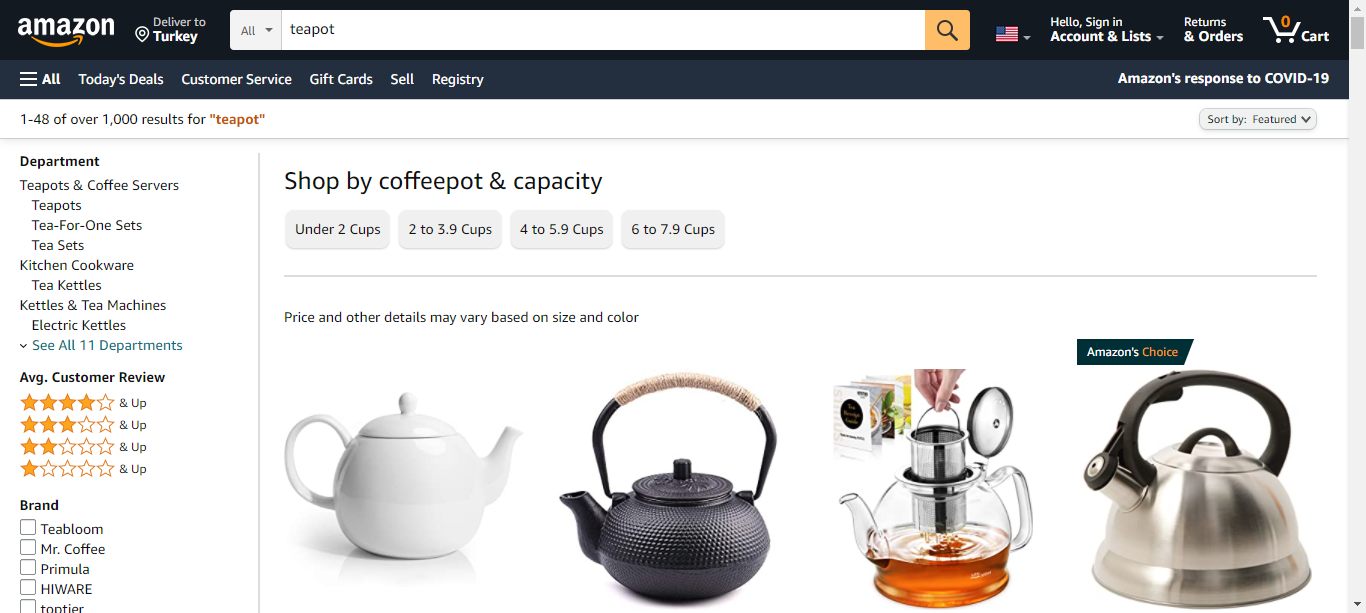 amazon
Deliver to
Turkey
All
teapot
Hello, Sign in
Account & Lists
Returns
& Orders
0
Cart
All
Today's Deals
Customer Service
Gift Cards
Sell
Registry
Amazon's response to COVID-19
1-48 of over 1,000 results for "teapot"
Sort by: Featured
Department
Teapots & Coffee Servers
Teapots
Tea-For-One Sets
Tea Sets
Kitchen Cookware
Tea Kettles
Kettles & Tea Machines
Electric Kettles
See All 11 Departments
Avg. Customer Review
& Up
& Up
& Up
& Up
Brand
Teabloom
Mr. Coffee
Primula
HIWARE
toptier
Shop by coffeepot & capacity
Under 2 Cups
2 to 3.9 Cups
4 to 5.9 Cups
6 to 7.9 Cups
Price and other details may vary based on size and color
Amazon's Choice